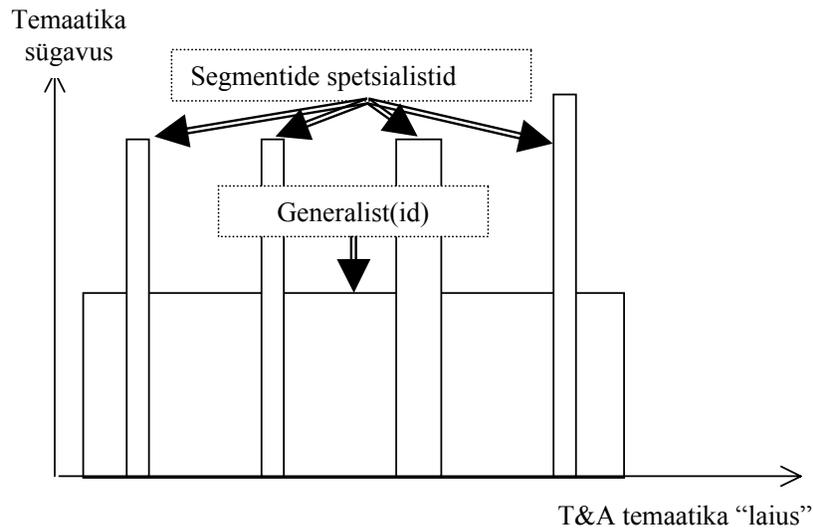 Temaatika
sügavus
Segmentide spetsialistid
Generalist(id)
T&A temaatika “laius”